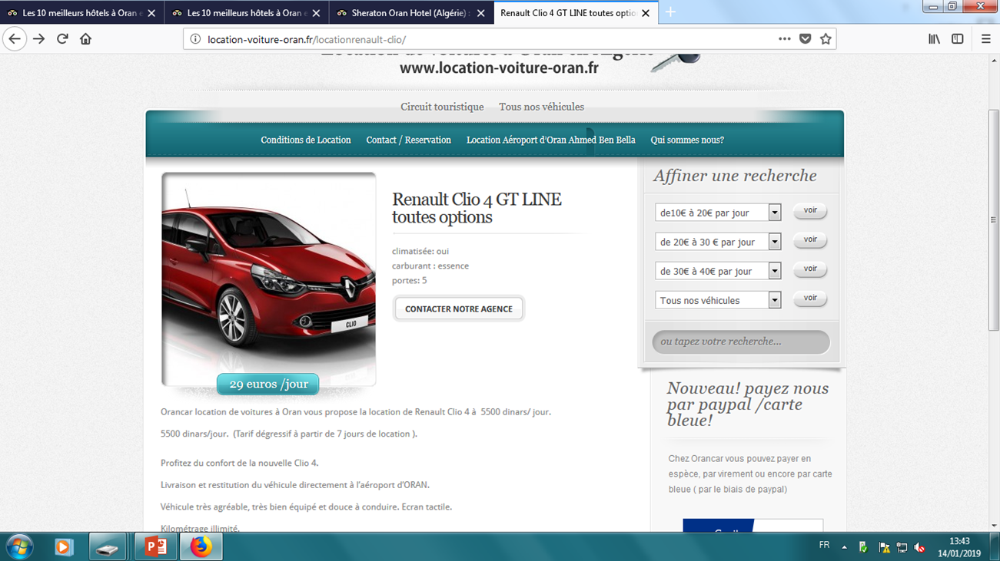 Les 10 meilleurs hôtels à Oran e
Les 10 meilleurs hôtels à Oran e
Sheraton Oran Hotel (Algérie) :
Renault Clio 4 GT LINE toutes optio
location-voiture-oran.fr/locationrenault-clio/
Location de voitures à Oran en Algérie
www.location-voiture-oran.fr
Circuit touristique Tous nos véhicules
Conditions de Location Contact / Reservation Location Aéroport d'Oran Ahmed Ben Bella Qui sommes nous?
Renault Clio 4 GT LINE
toutes options
climatisée: oui
carburant : essence
portes: 5
CONTACTER NOTRE AGENCE
CLIO
29 euros /jour
Orancar location de voitures à Oran vous propose la location de Renault Clio 4 à 5500 dinars/ jour.
5500 dinars/jour. (Tarif dégressif à partir de 7 jours de location ).
Profitez du confort de la nouvelle Clio 4.
Livraison et restitution du véhicule directement à l'aéroport d'ORAN.
Véhicule très agréable, très bien équipé et douce à conduire. Ecran tactile.
Kilométrage illimité.
Affiner une recherche
de10€ à 20€ par jour voir
de 20€ à 30 € par jour voir
de 30€ à 40€ par jour voir
Tous nos véhicules voir
ou tapez votre recherche...
Nouveau! payez nous
par paypal /carte
bleue!
Chez Orancar vous pouvez payer en
espèce, par virement ou encore par carte
bleue ( par le biais de paypal)
FR
13:43
14/01/2019